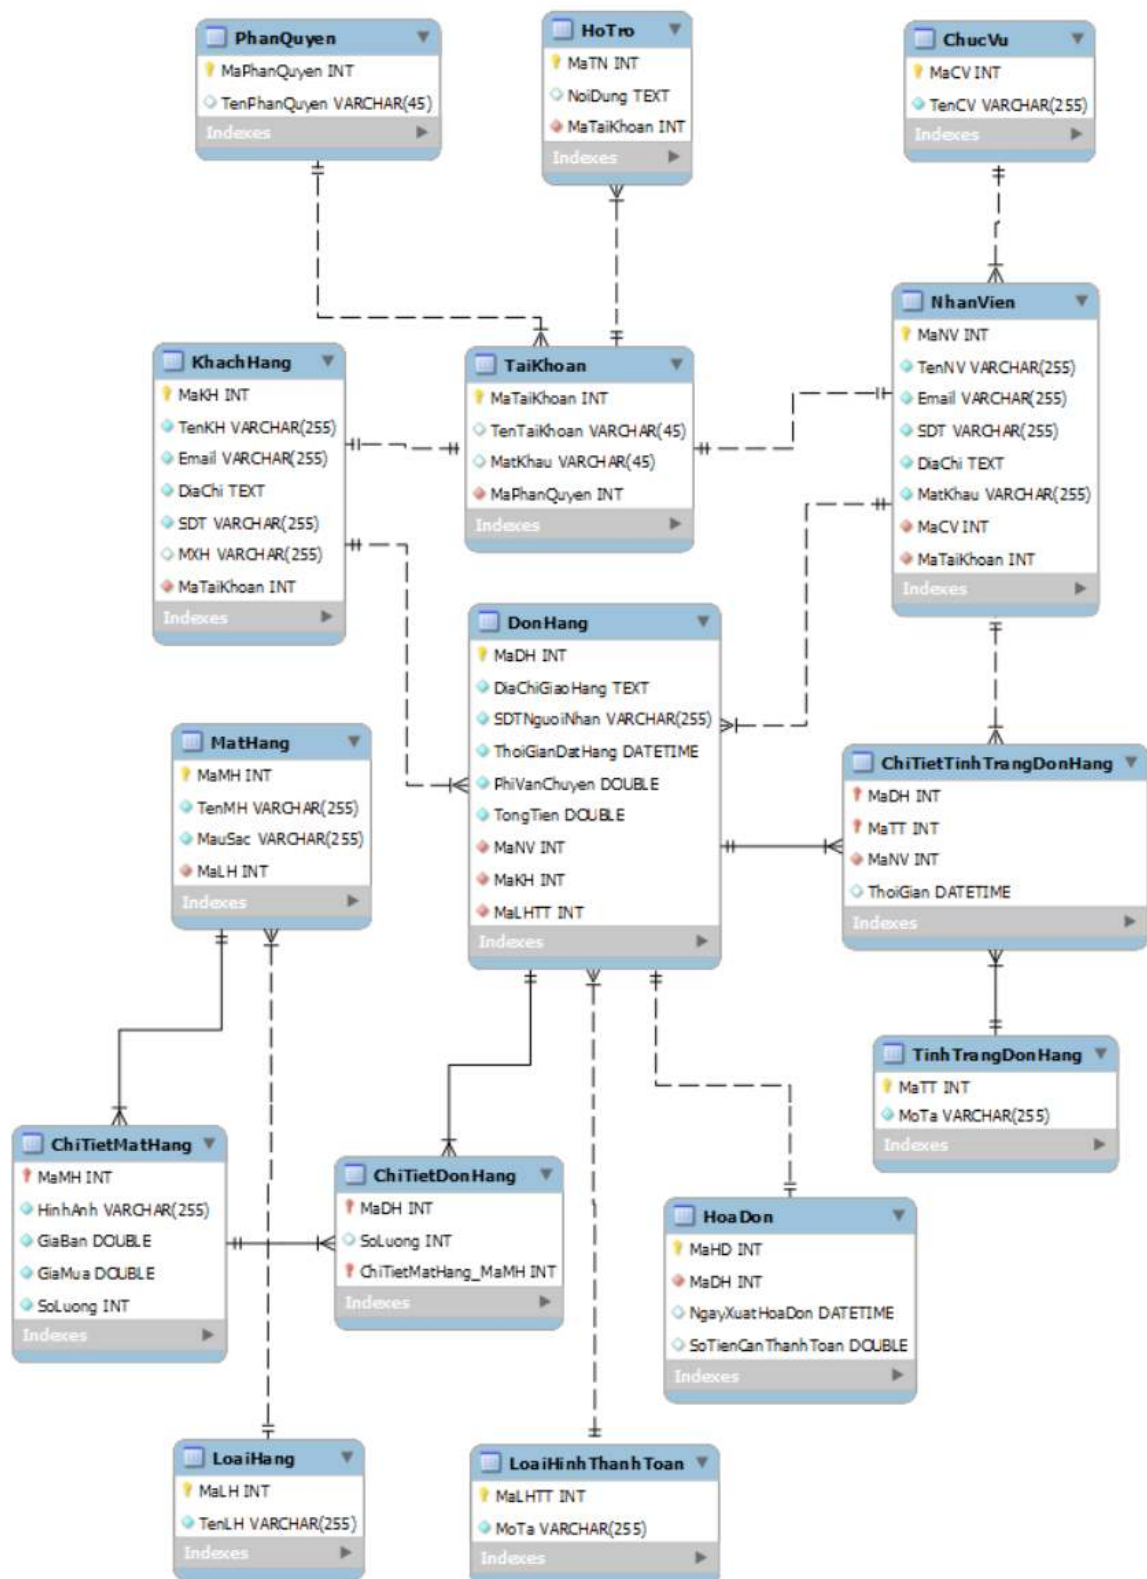 PhanQuyen
MaPhanQuyen INT
TenPhanQuyen VARCHAR(45)
Indexes
HoTro
MaTN INT
NoiDung TEXT
MaTaiKhoan INT
Indexes
ChucVu
MaCV INT
TenCV VARCHAR(255)
Indexes
KhachHang
MaKH INT
TenKH VARCHAR(255)
Email VARCHAR(255)
DiaChi TEXT
SDT VARCHAR(255)
MXH VARCHAR(255)
MaTaiKhoan INT
Indexes
TaiKhoan
MaTaiKhoan INT
TenTaiKhoan VARCHAR(45)
MatKhau VARCHAR(45)
MaPhanQuyen INT
Indexes
NhanVien
MaNV INT
TenNV VARCHAR(255)
Email VARCHAR(255)
SDT VARCHAR(255)
DiaChi TEXT
MatKhau VARCHAR(255)
MaCV INT
MaTaiKhoan INT
Indexes
DonHang
MaDH INT
DiaChiGiaoHang TEXT
SDTNguoiNhan VARCHAR(255)
ThoiGianDatHang DATETIME
PhiVanChuyen DOUBLE
TongTien DOUBLE
MaNV INT
MaKH INT
MaLHTT INT
Indexes
MatHang
MaMH INT
TenMH VARCHAR(255)
MauSac VARCHAR(255)
MaLH INT
Indexes
ChiTietTinhTrangDonHang
MaDH INT
MaTT INT
MaNV INT
ThoiGian DATETIME
Indexes
TinhTrangDonHang
MaTT INT
MoTa VARCHAR(255)
Indexes
ChiTietMatHang
MaMH INT
HinhAnh VARCHAR(255)
GiaBan DOUBLE
GiaMua DOUBLE
SoLuong INT
Indexes
ChiTietDonHang
MaDH INT
SoLuong INT
ChiTietMatHang_MaMH INT
Indexes
HoaDon
MaHD INT
MaDH INT
NgayXuatHoaDon DATETIME
SoTienCanThanhToan DOUBLE
Indexes
LoaiHang
MaLH INT
TenLH VARCHAR(255)
Indexes
LoaiHinhThanhToan
MaLHTT INT
MoTa VARCHAR(255)
Indexes